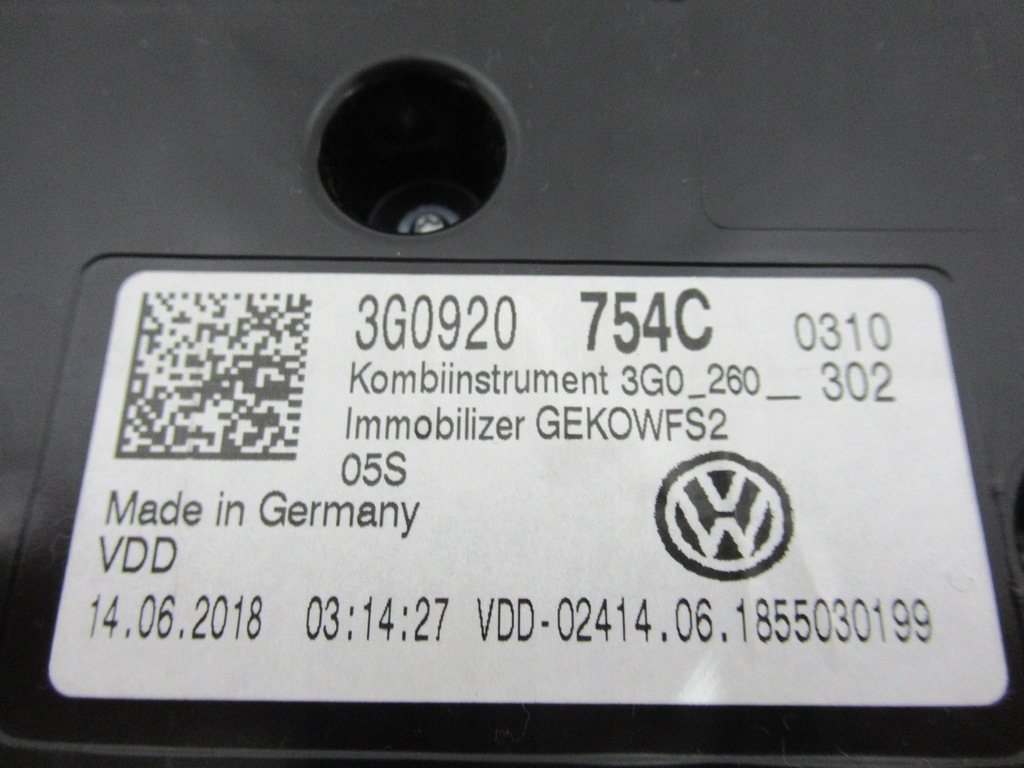 3G0920 754C 0310
Kombiinstrument 3G0_260__ 302
Immobilizer GEKOWFS2
05S
Made in Germany
VDD
14.06.2018 03:14:27 VDD-02414.06.1855030199